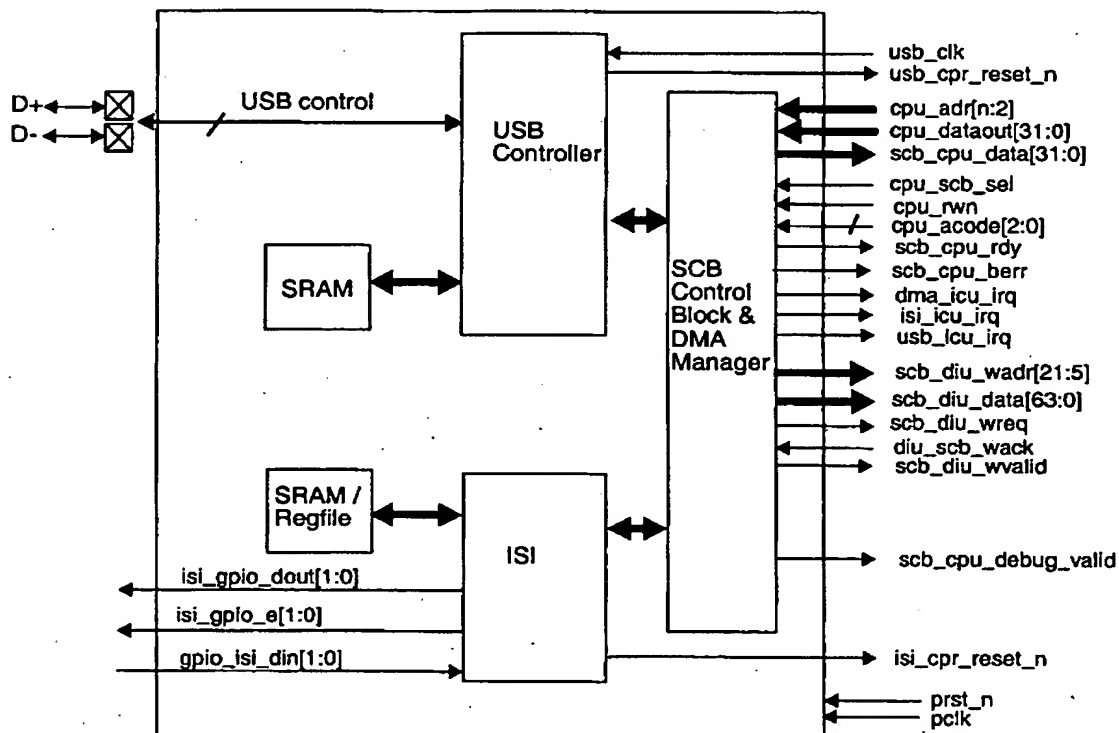 usb_clk
usb_cpr_reset_n
D+
D-
USB control
USB
Controller
cpu_adr[n:2]
cpu_dataout[31:0]
scb_cpu_data[31:0]
cpu_scb_sel
cpu_rwn
cpu_acode[2:0]
scb_cpu_rdy
scb_cpu_berr
dma_icu_irq
isi_icu_irq
usb_icu_irq
SRAM
SCB
Control
Block &
DMA
Manager
scb_diu_wadr[21:5]
scb_diu_data[63:0]
scb_diu_wreq
diu_scb_wack
scb_diu_wvalid
SRAM /
Regfile
ISI
scb_cpu_debug_valid
isi_gpio_dout[1:0]
isi_gpio_e[1:0]
gpio_isi_din[1:0]
isi_cpr_reset_n
prst_n
pclk